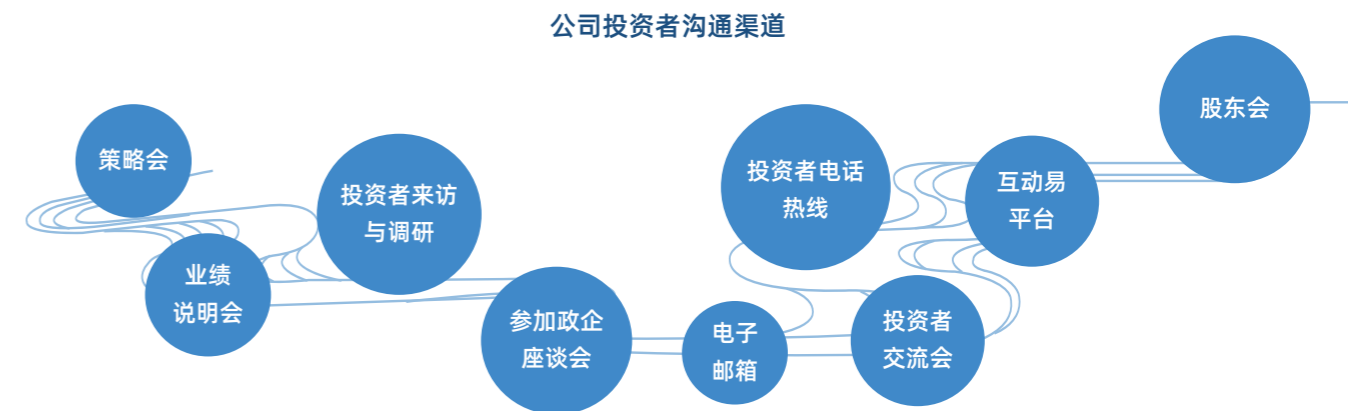 公司投资者沟通渠道
策略会
业绩
说明会
投资者来访
与调研
参加政企
座谈会
电子
邮箱
投资者电话
热线
投资者
交流会
互动易
平台
股东会